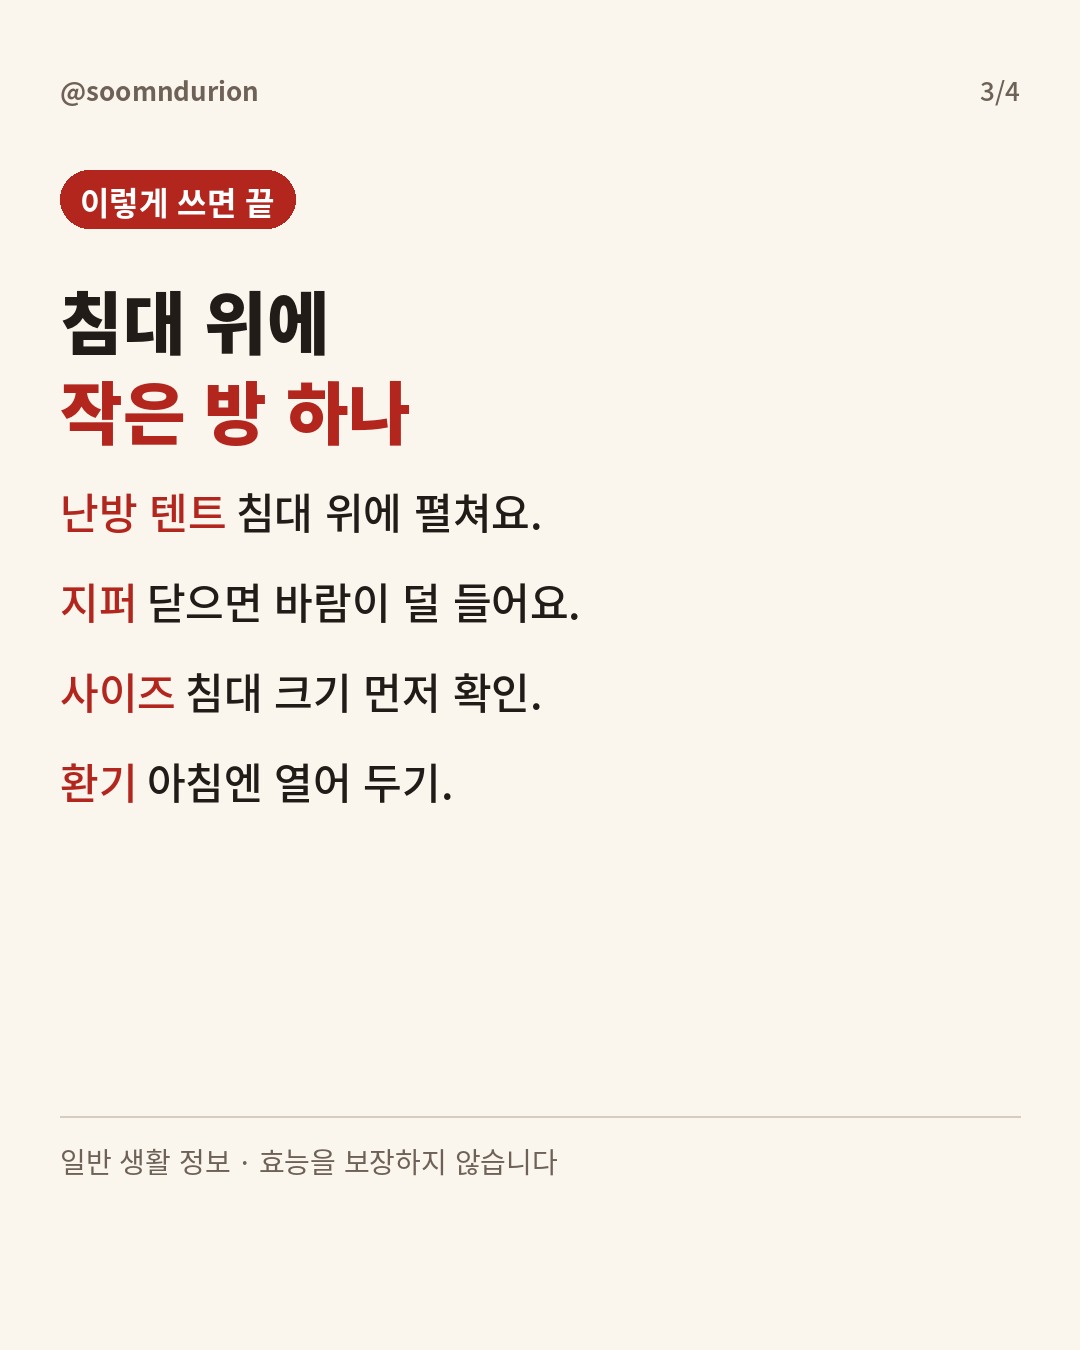 @soomndurion
3/4
이렇게 쓰면 끝
침대 위에
작은 방 하나
난방 텐트 침대 위에 펼쳐요.
지퍼 닫으면 바람이 덜 들어요.
사이즈 침대 크기 먼저 확인.
환기 아침엔 열어 두기.
일반 생활 정보 · 효능을 보장하지 않습니다